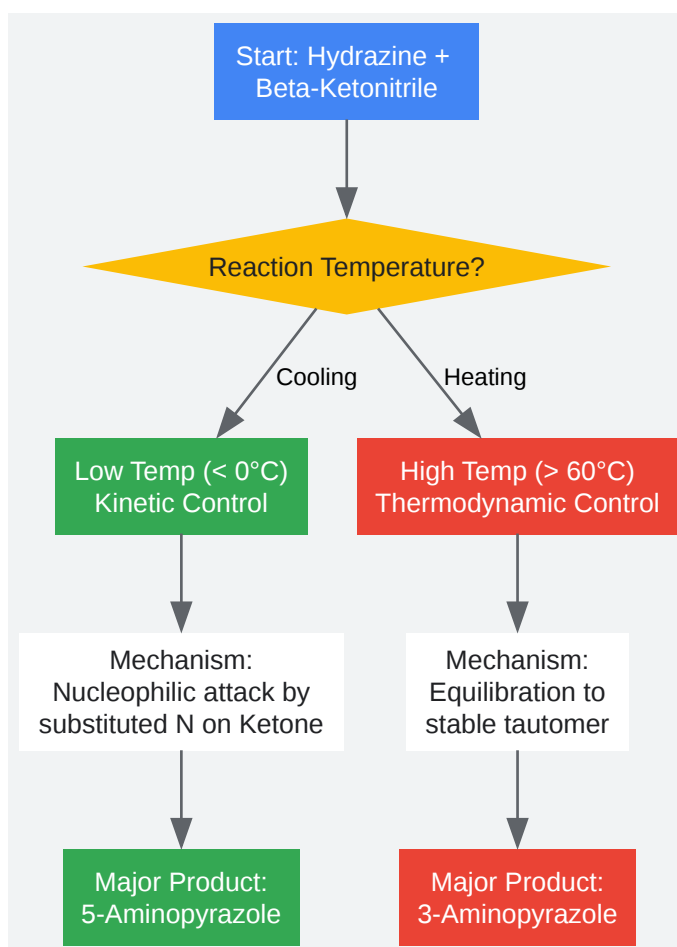 Start: Hydrazine +
Beta-Ketonitrile
Reaction Temperature?
Cooling
Heating
Low Temp (< 0°C)
Kinetic Control
High Temp (> 60°C)
Thermodynamic Control
Mechanism:
Nucleophilic attack by
substituted N on Ketone
Mechanism:
Equilibration to
stable tautomer
Major Product:
5-Aminopyrazole
Major Product:
3-Aminopyrazole